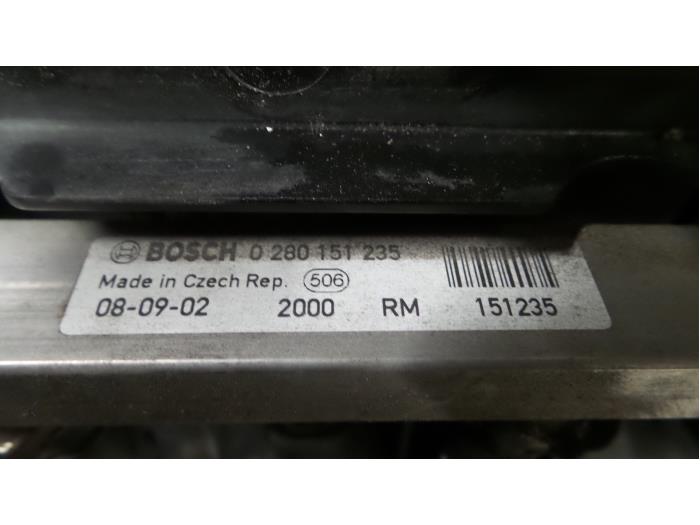 BOSCH 0 280 151 235
Made in Czech Rep. 506
08-09-02 2000 RM 151235